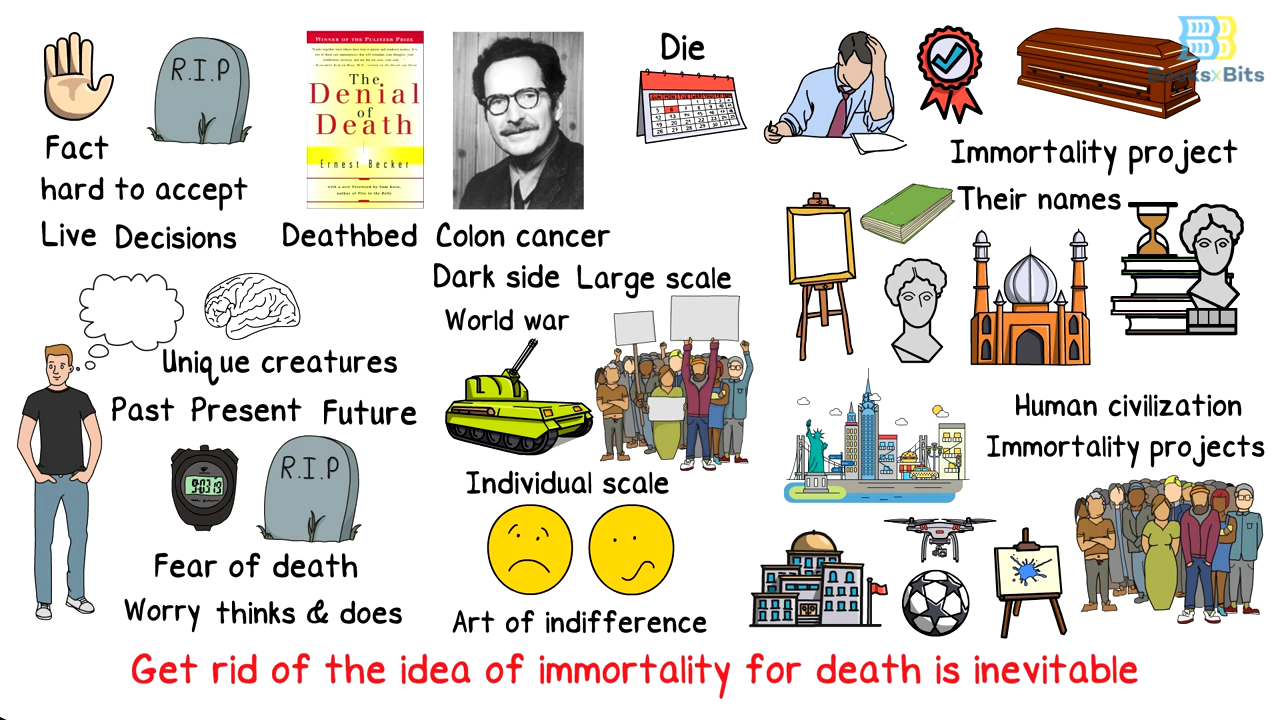 R.I.P
Fact
hard to accept
Live Decisions
WINNER OF THE PULITZER PRIZE
The
Denial
of
Death
Ernest Becker
Deathbed Colon cancer
Dark side Large scale
World war
Unique creatures
Past Present Future
R.I.P
Fear of death
Worry thinks & does
Individual scale
Art of indifference
Die
BooksxBits
Immortality project
Their names
Human civilization
Immortality projects
Get rid of the idea of immortality for death is inevitable